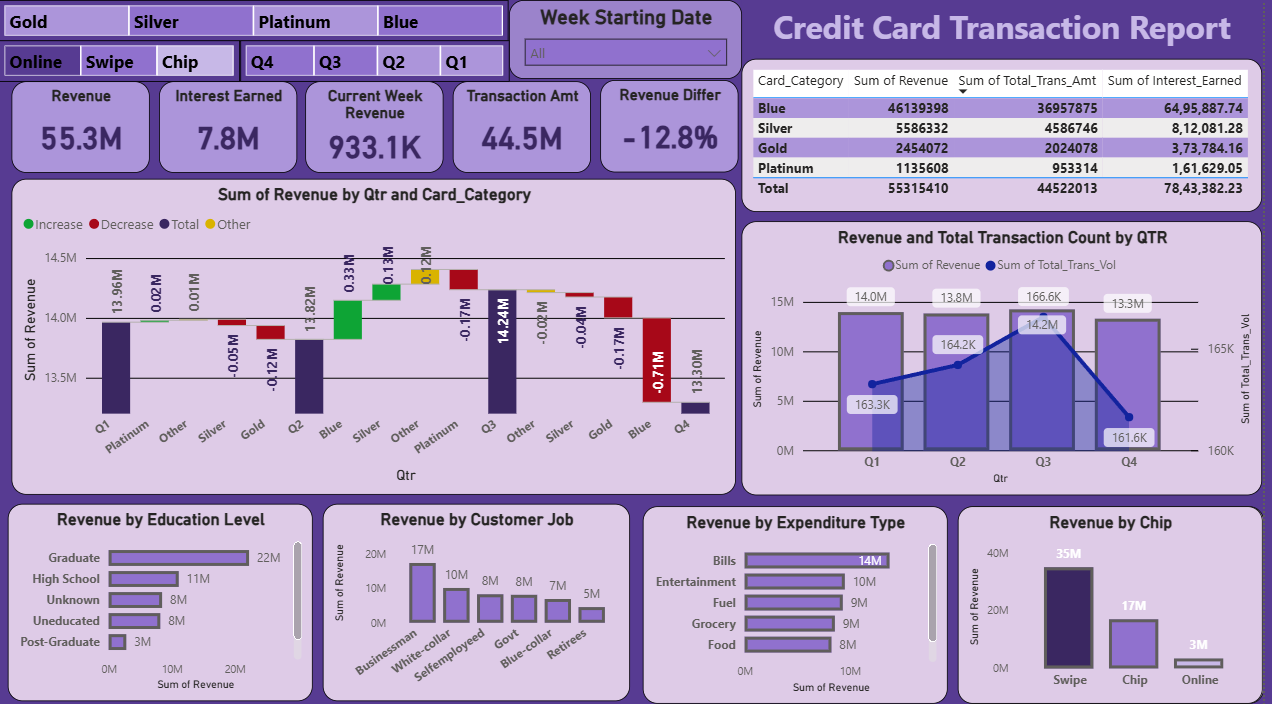 Gold Silver Platinum Blue
Online Swipe Chip Q4 Q3 Q2 Q1
Week Starting Date
All
Credit Card Transaction Report
Revenue
55.3M
Interest Earned
7.8M
Current Week
Revenue
933.1K
Transaction Amt
44.5M
Revenue Differ
-12.8%
Card_Category Sum of Revenue Sum of Total_Trans_Amt Sum of Interest_Earned
Blue 46139398 36957875 64,95,887.74
Silver 5586332 4586746 8,12,081.28
Gold 2454072 2024078 3,73,784.16
Platinum 1135608 953314 1,61,629.05
Total 55315410 44522013 78,43,382.23
Sum of Revenue by Qtr and Card_Category
Increase Decrease Total Other
Sum of Revenue
14.5M
14.0M
13.5M
13.96M 0.02M 0.01M -0.05M -0.12M 13.82M 0.33M 0.13M 0.12M -0.17M 14.24M -0.02M -0.04M -0.17M -0.71M 13.30M
Q1 Platinum Other Silver Gold Q2 Blue Silver Other Platinum Q3 Other Silver Gold Blue Q4
Qtr
Revenue and Total Transaction Count by QTR
Sum of Revenue Sum of Total_Trans_Vol
Sum of Revenue
15M
10M
5M
0M
14.0M 13.8M 166.6K 13.3M
14.2M
164.2K
163.3K
161.6K
165K
160K
Sum of Total_Trans_Vol
Q1 Q2 Q3 Q4
Qtr
Revenue by Education Level
Graduate 22M
High School 11M
Unknown 8M
Uneducated 8M
Post-Graduate 3M
0M 10M 20M
Sum of Revenue
Revenue by Customer Job
Sum of Revenue
20M
10M
0M
17M 10M 8M 8M 7M 5M
Businessman White-collar Selfemployeed Govt Blue-collar Retirees
Revenue by Expenditure Type
Bills 14M
Entertainment 10M
Fuel 9M
Grocery 9M
Food 8M
0M 10M
Sum of Revenue
Revenue by Chip
Sum of Revenue
40M
20M
0M
35M 17M 3M
Swipe Chip Online